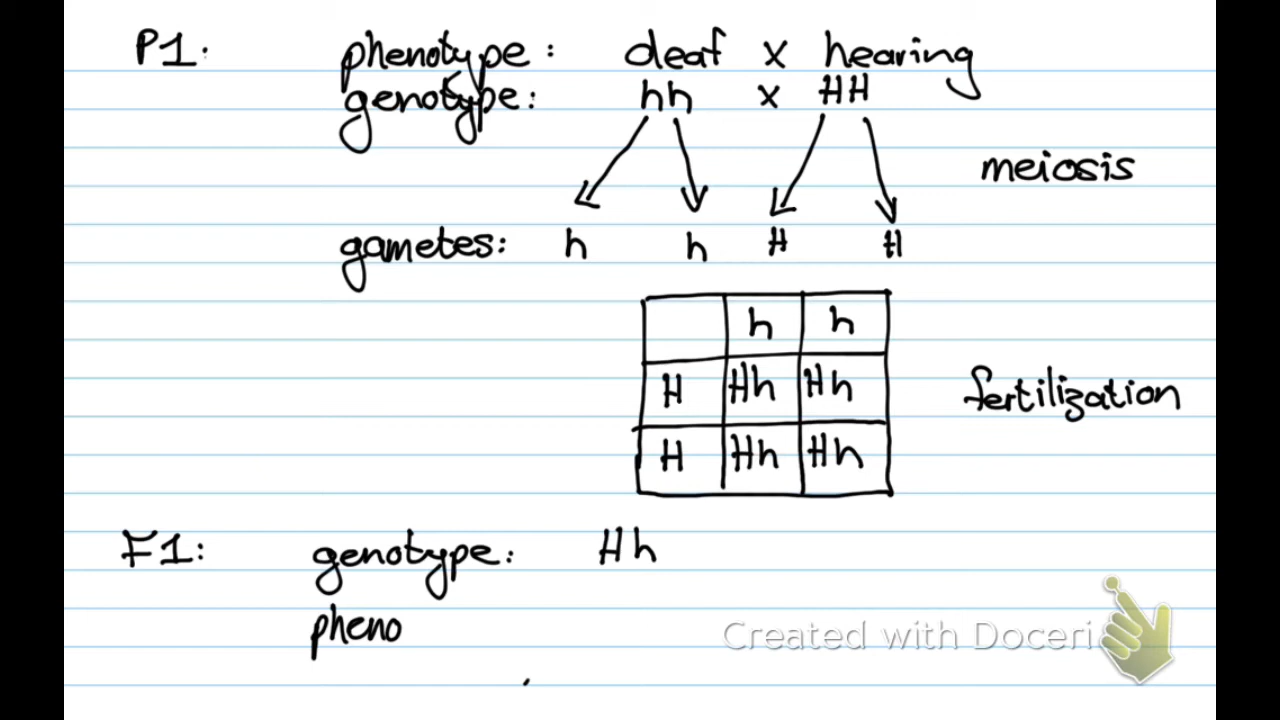 P1: phenotype: deaf x hearing
genotype: hh x HH
meiosis
gametes: h h H H
h h
H Hh Hh
fertilization
H Hh Hh
F1: genotype: Hh
pheno
Created with Doceri